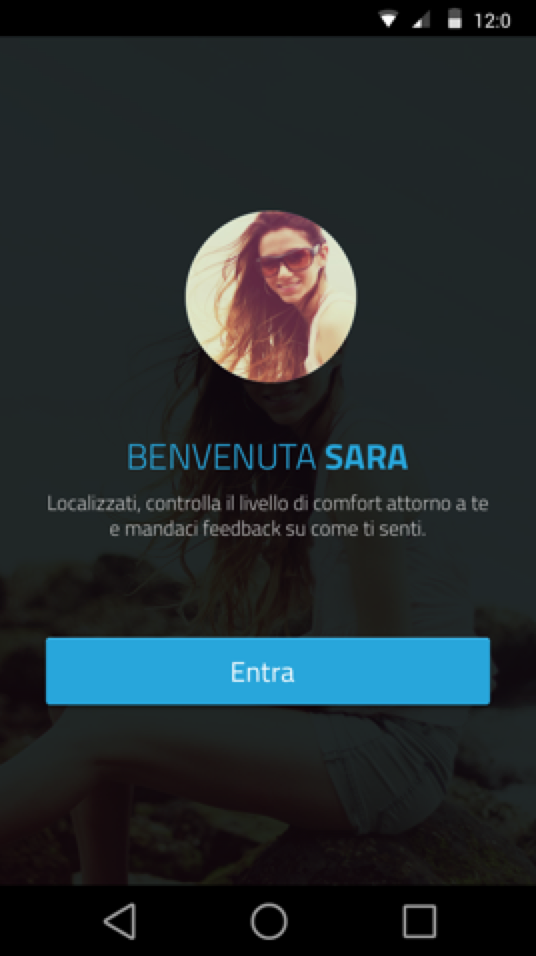 12:0
BENVENUTA SARA
Localizzati, controlla il livello di comfort attorno a te
e mandaci feedback su come ti senti.
Entra